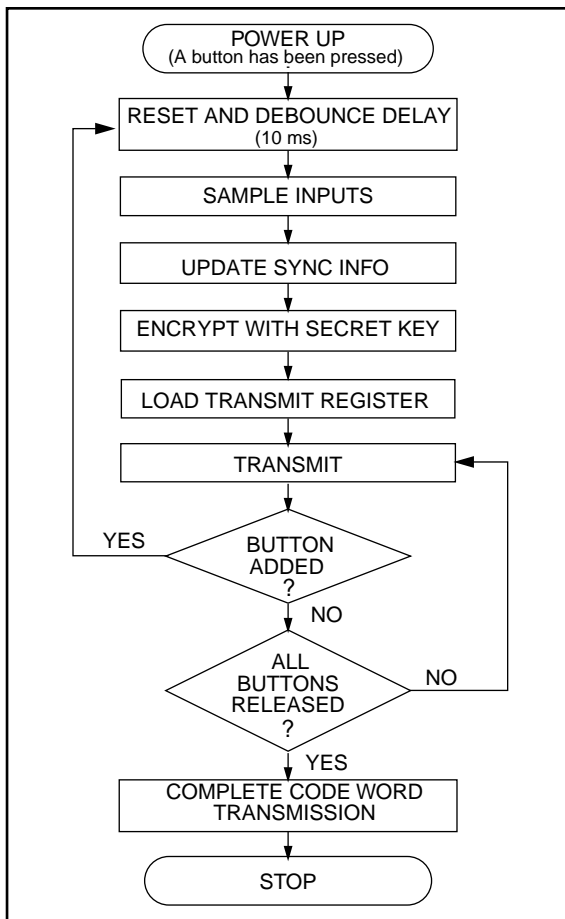 POWER UP
(A button has been pressed)
RESET AND DEBOUNCE DELAY
(10 ms)
SAMPLE INPUTS
UPDATE SYNC INFO
ENCRYPT WITH SECRET KEY
LOAD TRANSMIT REGISTER
TRANSMIT
YES
BUTTON
ADDED
?
NO
ALL
BUTTONS
RELEASED
?
NO
YES
COMPLETE CODE WORD
TRANSMISSION
STOP